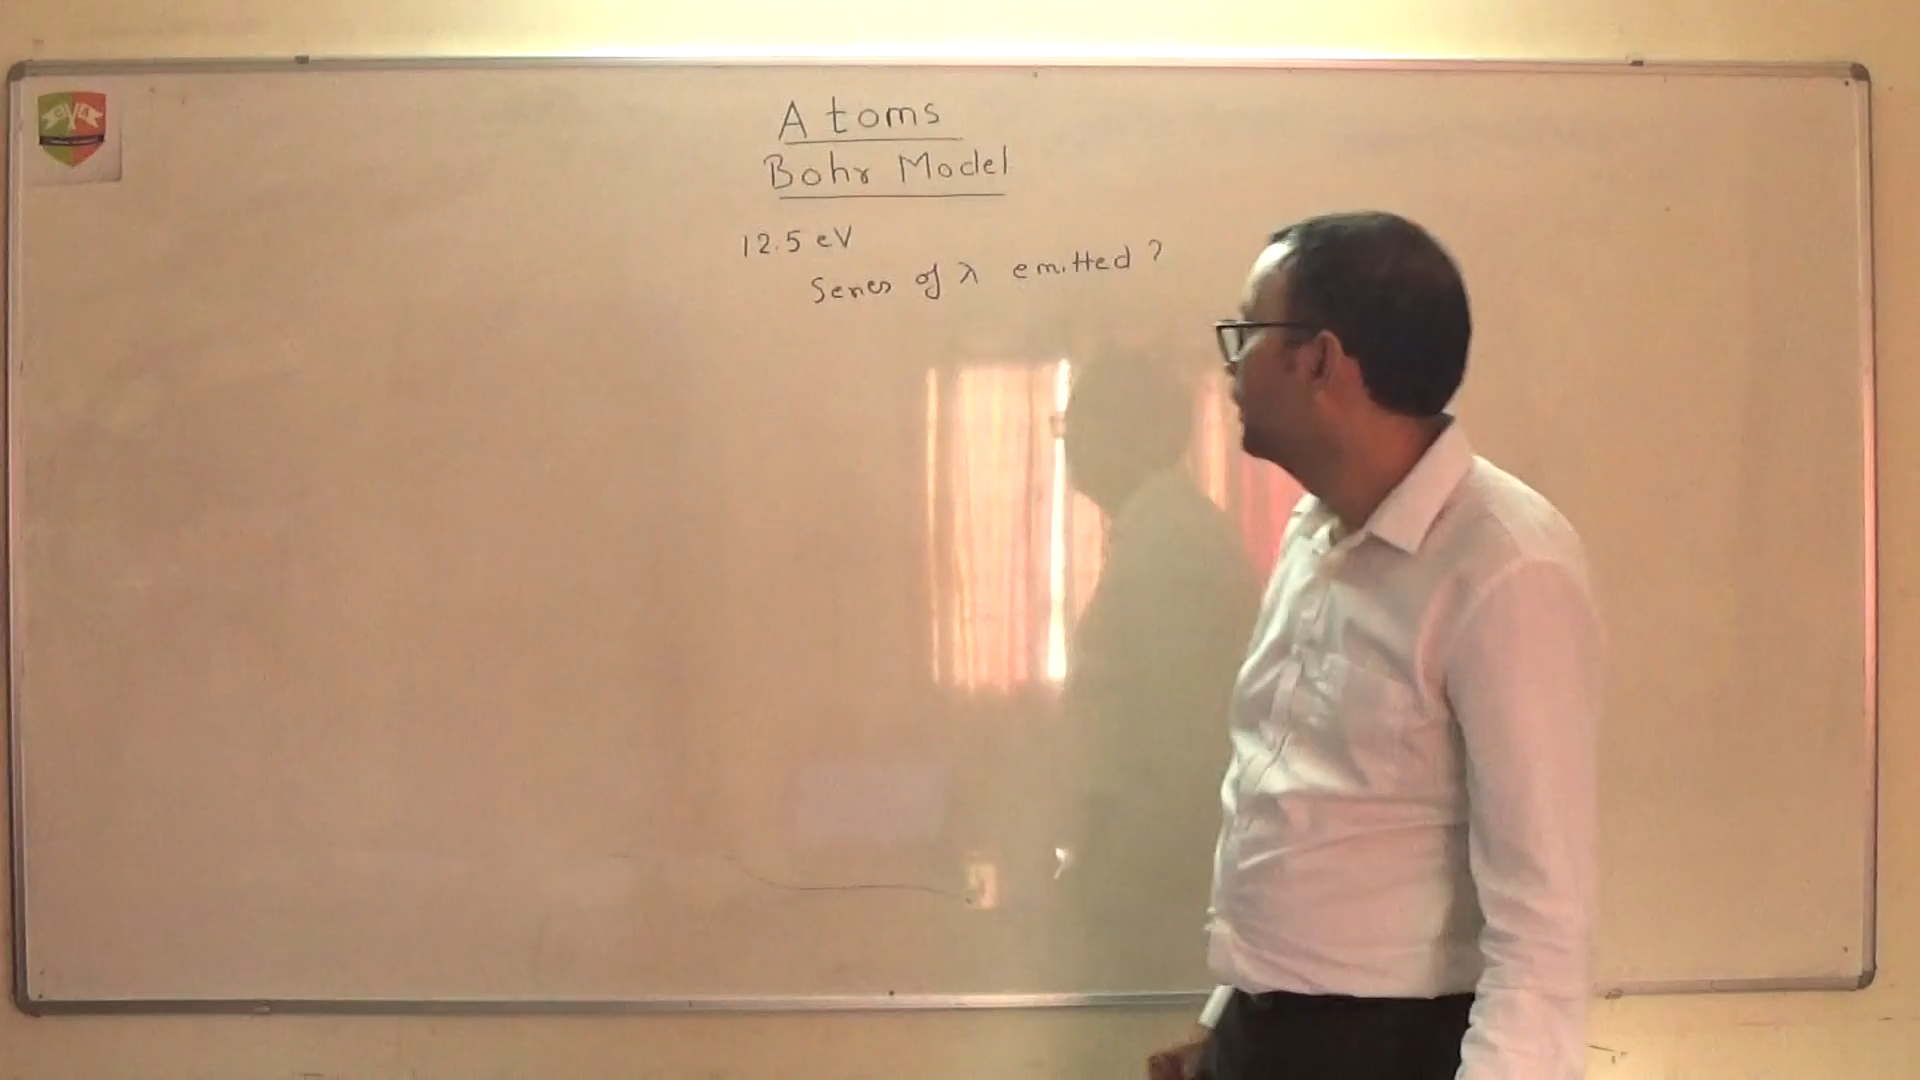 Atoms
Bohr Model
12.5 eV
Series of λ emitted?